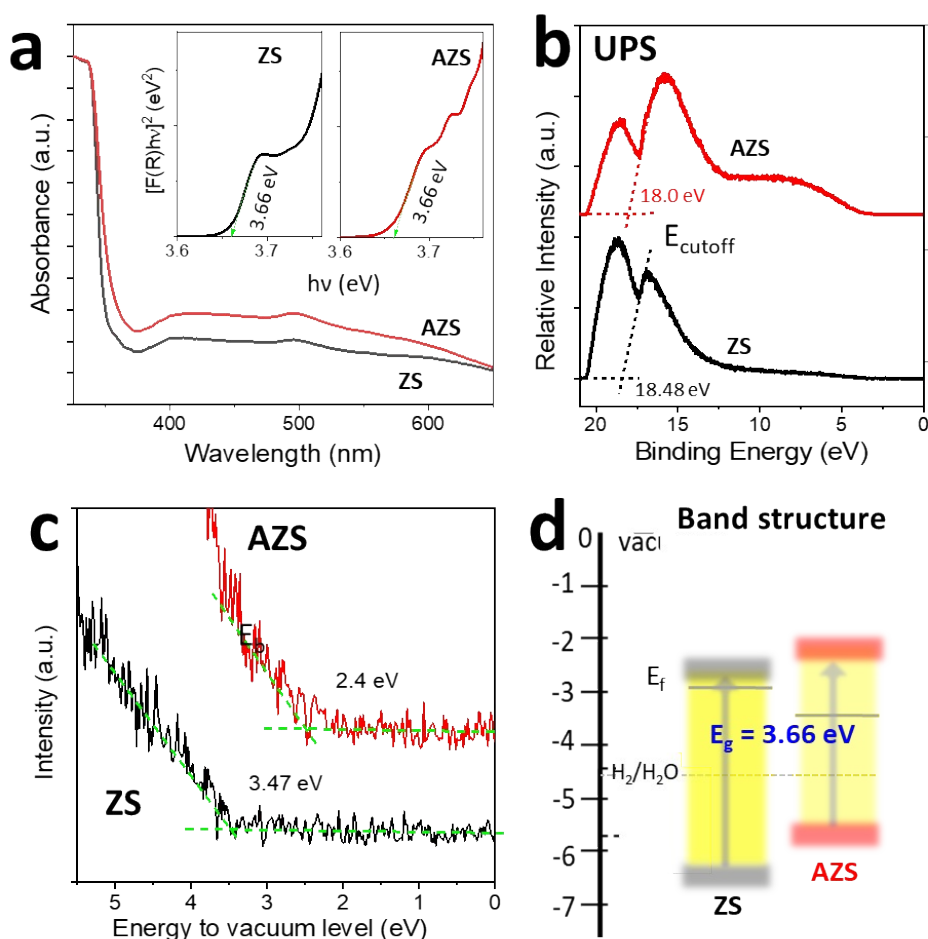 a
ZS
AZS
[F(R)hν]² (eV²)
3.66 eV
3.66 eV
3.6
3.7
3.6
3.7
hν (eV)
Absorbance (a.u.)
AZS
ZS
400
500
600
Wavelength (nm)
b
UPS
AZS
18.0 eV
E_cutoff
ZS
18.48 eV
Relative Intensity (a.u.)
20
15
10
5
0
Binding Energy (eV)
c
AZS
E_b
2.4 eV
3.47 eV
ZS
Intensity (a.u.)
5
4
3
2
1
0
Energy to vacuum level (eV)
d
Band structure
0
-1
-2
-3
-4
-5
-6
-7
E_f
E_g = 3.66 eV
H₂/H₂O
AZS
ZS